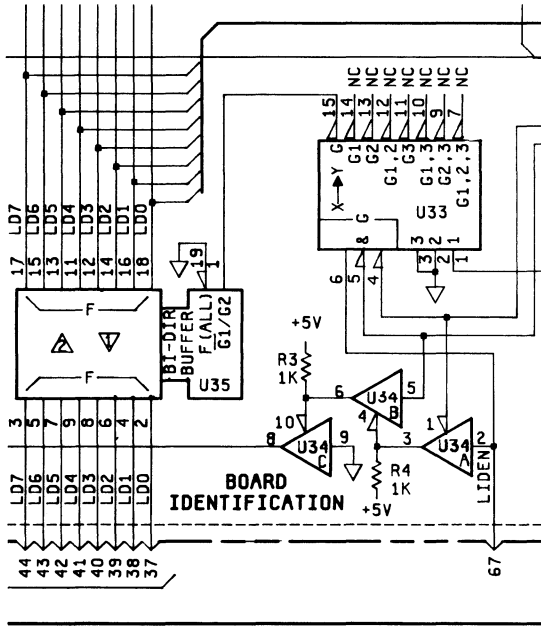 15 14 13 12 11 10 9 7
NC NC NC NC NC NC NC
G G1 G2 G1,2 G3 G1,3 G2,3 G1,2,3
X Y
U33
G
&
3 2 1
6 5 4 3 2 1
LD7 LD6 LD5 LD4 LD3 LD2 LD1 LD0
17 15 13 11 12 14 16 18
19 1
F
2 1
F
BI-DIR
BUFFER
F (ALL)
G1/G2
U35
+5V
R3
1K
6
U34
B
5
4
10
8
U34
C
9
3
1
U34
A
2
R4
1K
+5V
LIDEN
3 5 7 9 8 6 4 2
LD7 LD6 LD5 LD4 LD3 LD2 LD1 LD0
BOARD
IDENTIFICATION
44 43 42 41 40 39 38 37
67